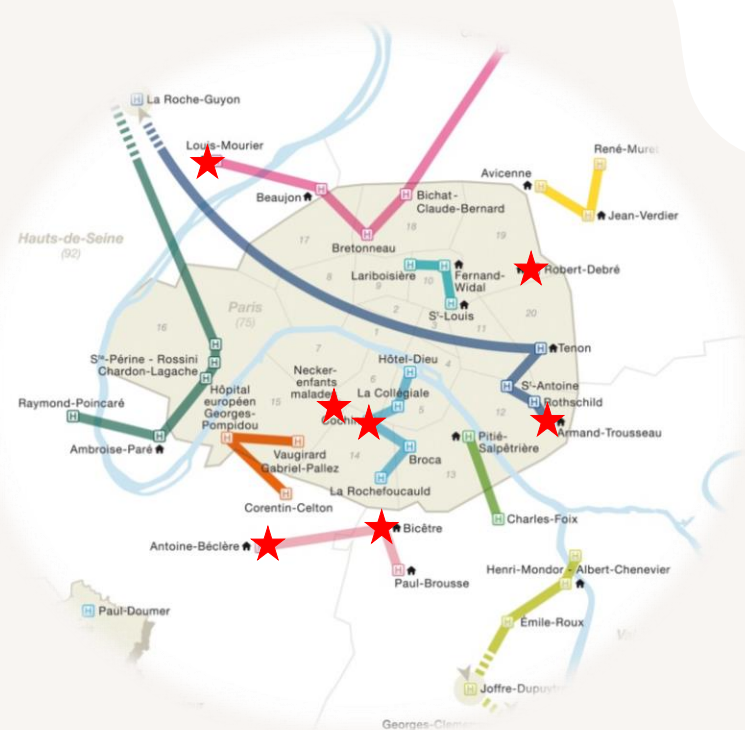 La Roche-Guyon
Louis-Mourier
René-Muret
Avicenne
Beaujon
Bichat-
Claude-Bernard
Jean-Verdier
Bretonneau
18
19
17
Hauts-de-Seine
(92)
Lariboisière
Fernand-
Widal
Robert-Debré
8
9
10
Sᵗ-Louis
Paris
(75)
2
3
20
16
1
11
7
Tenon
Sᵗᵉ-Périne - Rossini
Chardon-Lagache
Hôtel-Dieu
4
Necker-
enfants
malades
6
La Collégiale
Sᵗ-Antoine
Hôpital
européen
Georges-
Pompidou
15
5
12
Rothschild
Raymond-Poincaré
Cochin
Armand-Trousseau
Ambroise-Paré
Pitié-
Salpêtrière
Vaugirard
Gabriel-Pallez
14
Broca
13
La Rochefoucauld
Corentin-Celton
Charles-Foix
Bicêtre
Antoine-Béclère
Paul-Brousse
Henri-Mondor - Albert-Chenevier
Paul-Doumer
Émile-Roux
Joffre-Dupuytren